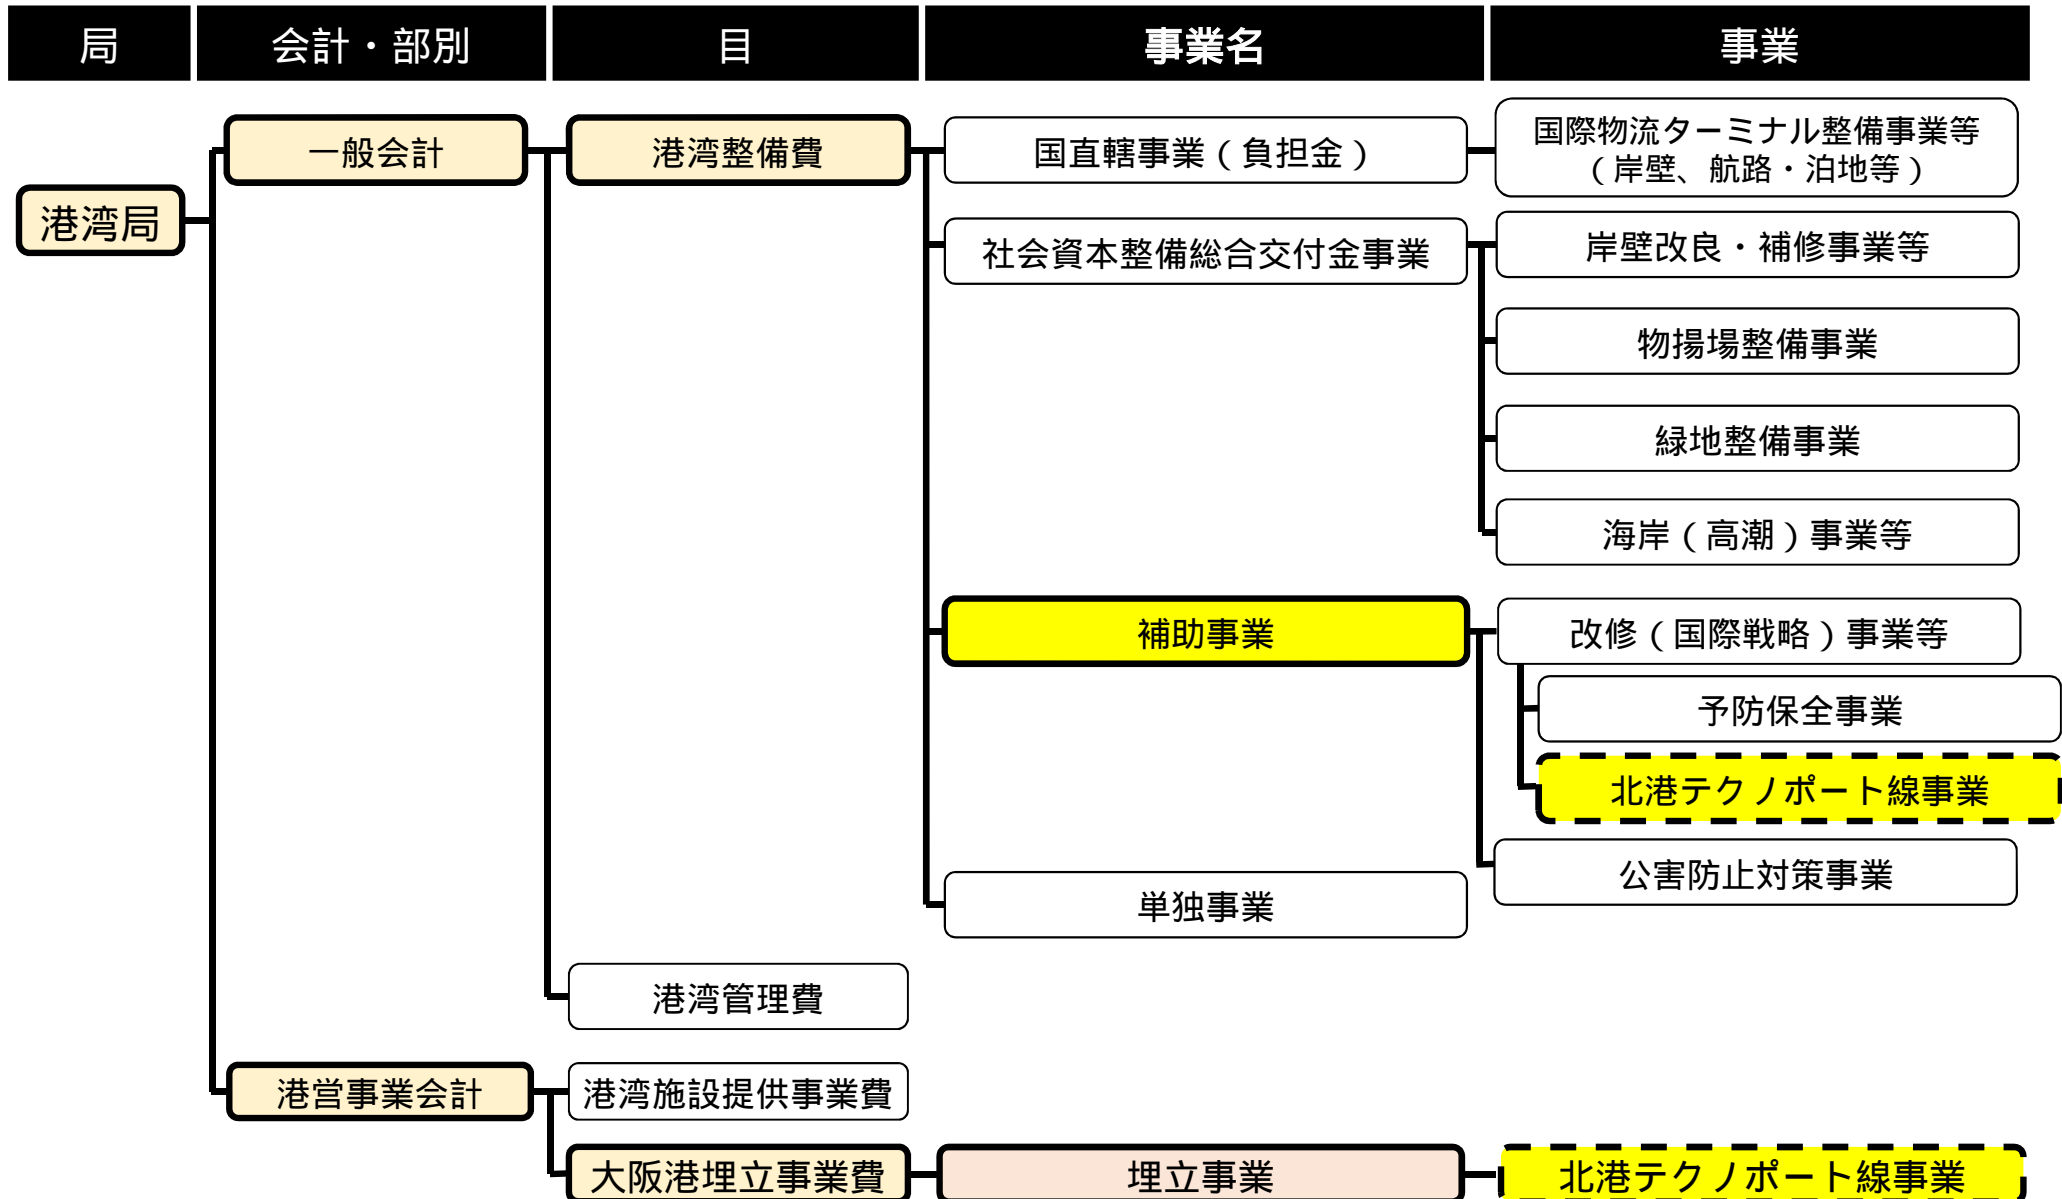 局
会計・部別
目
事業名
事業
港湾局
一般会計
港湾整備費
国直轄事業（負担金）
国際物流ターミナル整備事業等
（岸壁、航路・泊地等）
社会資本整備総合交付金事業
岸壁改良・補修事業等
物揚場整備事業
緑地整備事業
海岸（高潮）事業等
補助事業
改修（国際戦略）事業等
予防保全事業
北港テクノポート線事業
公害防止対策事業
単独事業
港湾管理費
港営事業会計
港湾施設提供事業費
大阪港埋立事業費
埋立事業
北港テクノポート線事業